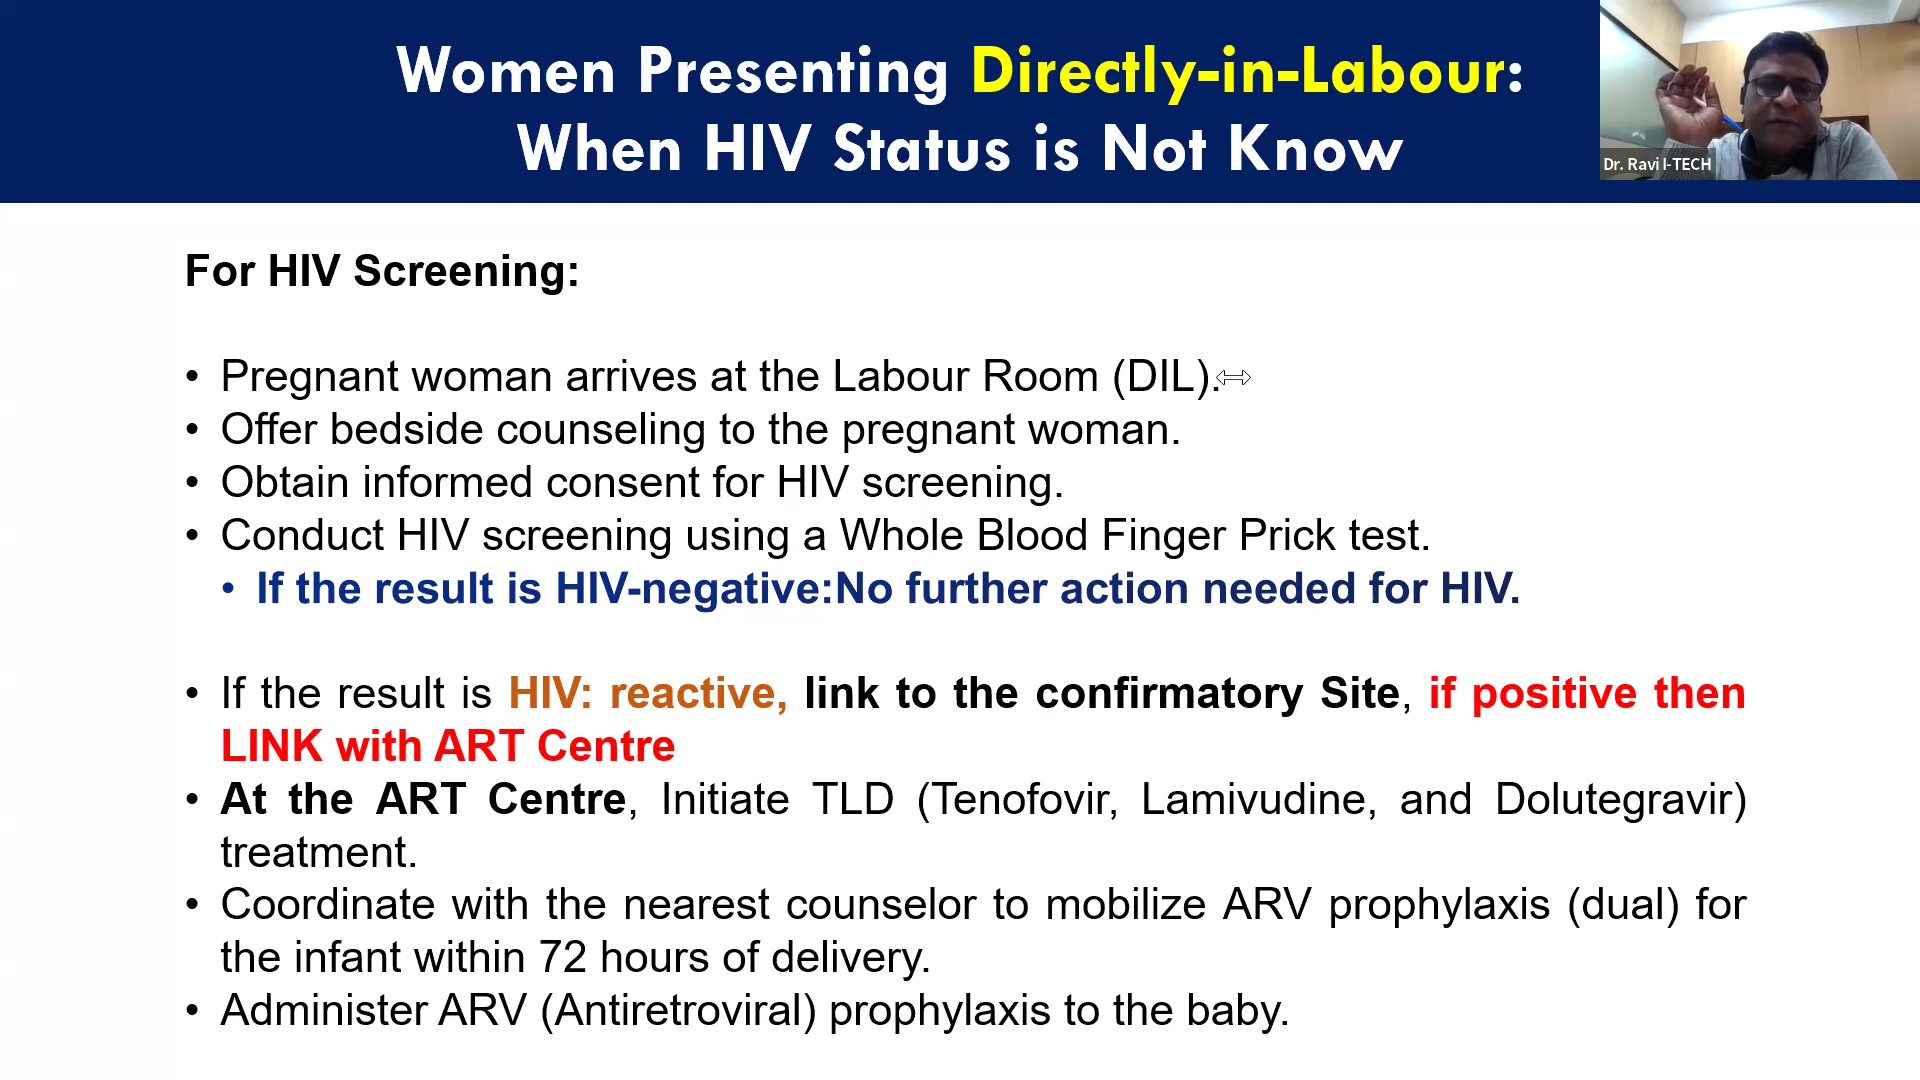 Women Presenting Directly-in-Labour:
When HIV Status is Not Know
Dr. Ravi I-TECH
For HIV Screening:
• Pregnant woman arrives at the Labour Room (DIL).
• Offer bedside counseling to the pregnant woman.
• Obtain informed consent for HIV screening.
• Conduct HIV screening using a Whole Blood Finger Prick test.
• If the result is HIV-negative:No further action needed for HIV.
• If the result is HIV: reactive, link to the confirmatory Site, if positive then
LINK with ART Centre
• At the ART Centre, Initiate TLD (Tenofovir, Lamivudine, and Dolutegravir)
treatment.
• Coordinate with the nearest counselor to mobilize ARV prophylaxis (dual) for
the infant within 72 hours of delivery.
• Administer ARV (Antiretroviral) prophylaxis to the baby.